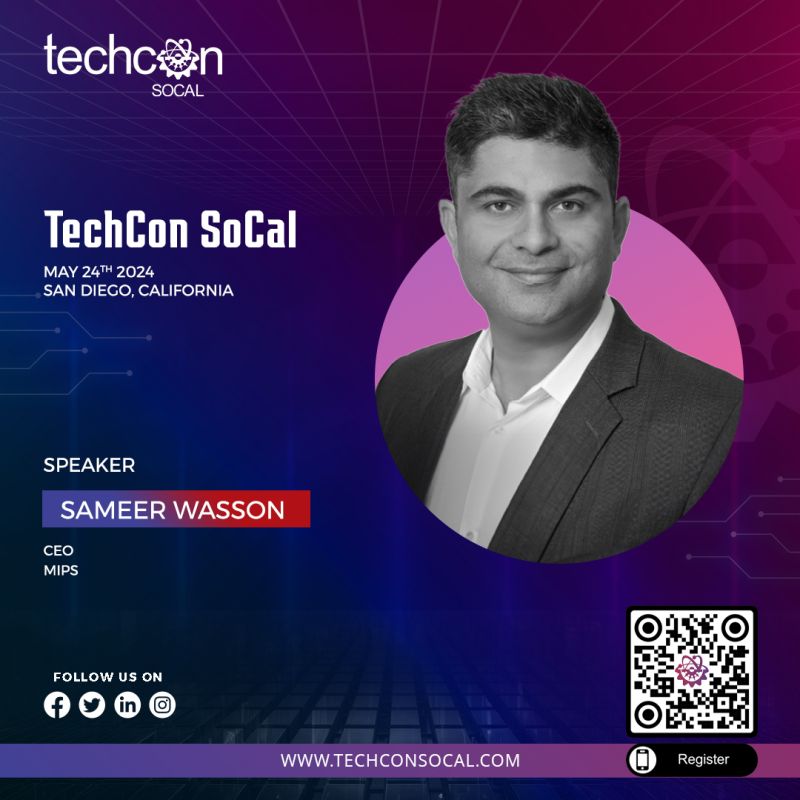 techcon
SOCAL
TechCon SoCal
MAY 24TH 2024
SAN DIEGO, CALIFORNIA
SPEAKER
SAMEER WASSON
CEO
MIPS
FOLLOW US ON
WWW.TECHCONSOCAL.COM
Register